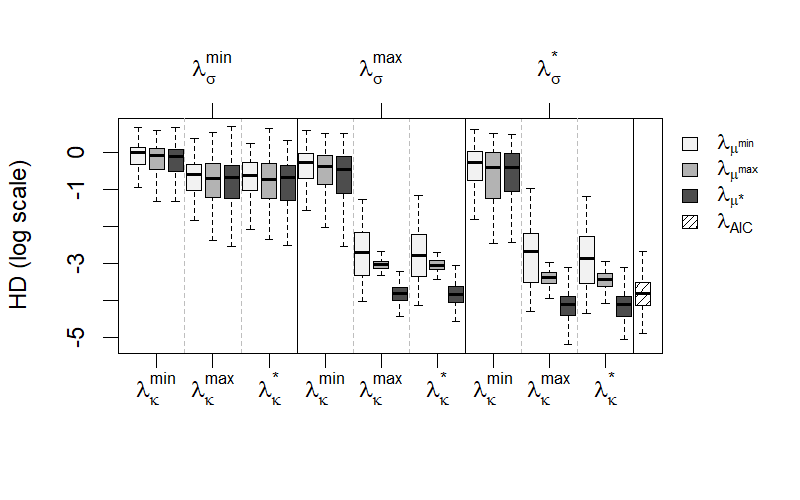 λσmin λσmax λσ*
HD (log scale)
0
-1
-3
-5
λκmin λκmax λκ* λκmin λκmax λκ* λκmin λκmax λκ*
λμmin
λμmax
λμ*
λAIC